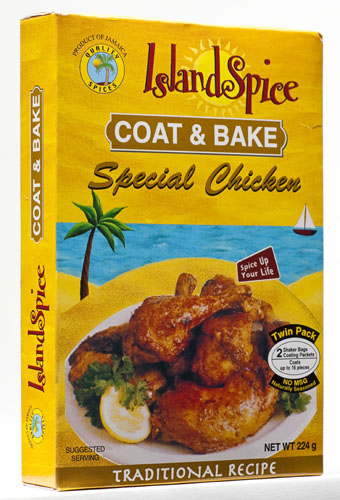 PRODUCT OF JAMAICA
QUALITY
SPICES
IslandSpice
COAT & BAKE
Special Chicken
Spice Up
Your Life
Twin Pack
2 Shaker Bags
Coating Packets
Coats
up to 16 pieces
NO MSG
Naturally Seasoned
SUGGESTED
SERVING
NET WT 224 g
TRADITIONAL RECIPE
COAT & BAKE
IslandSpice